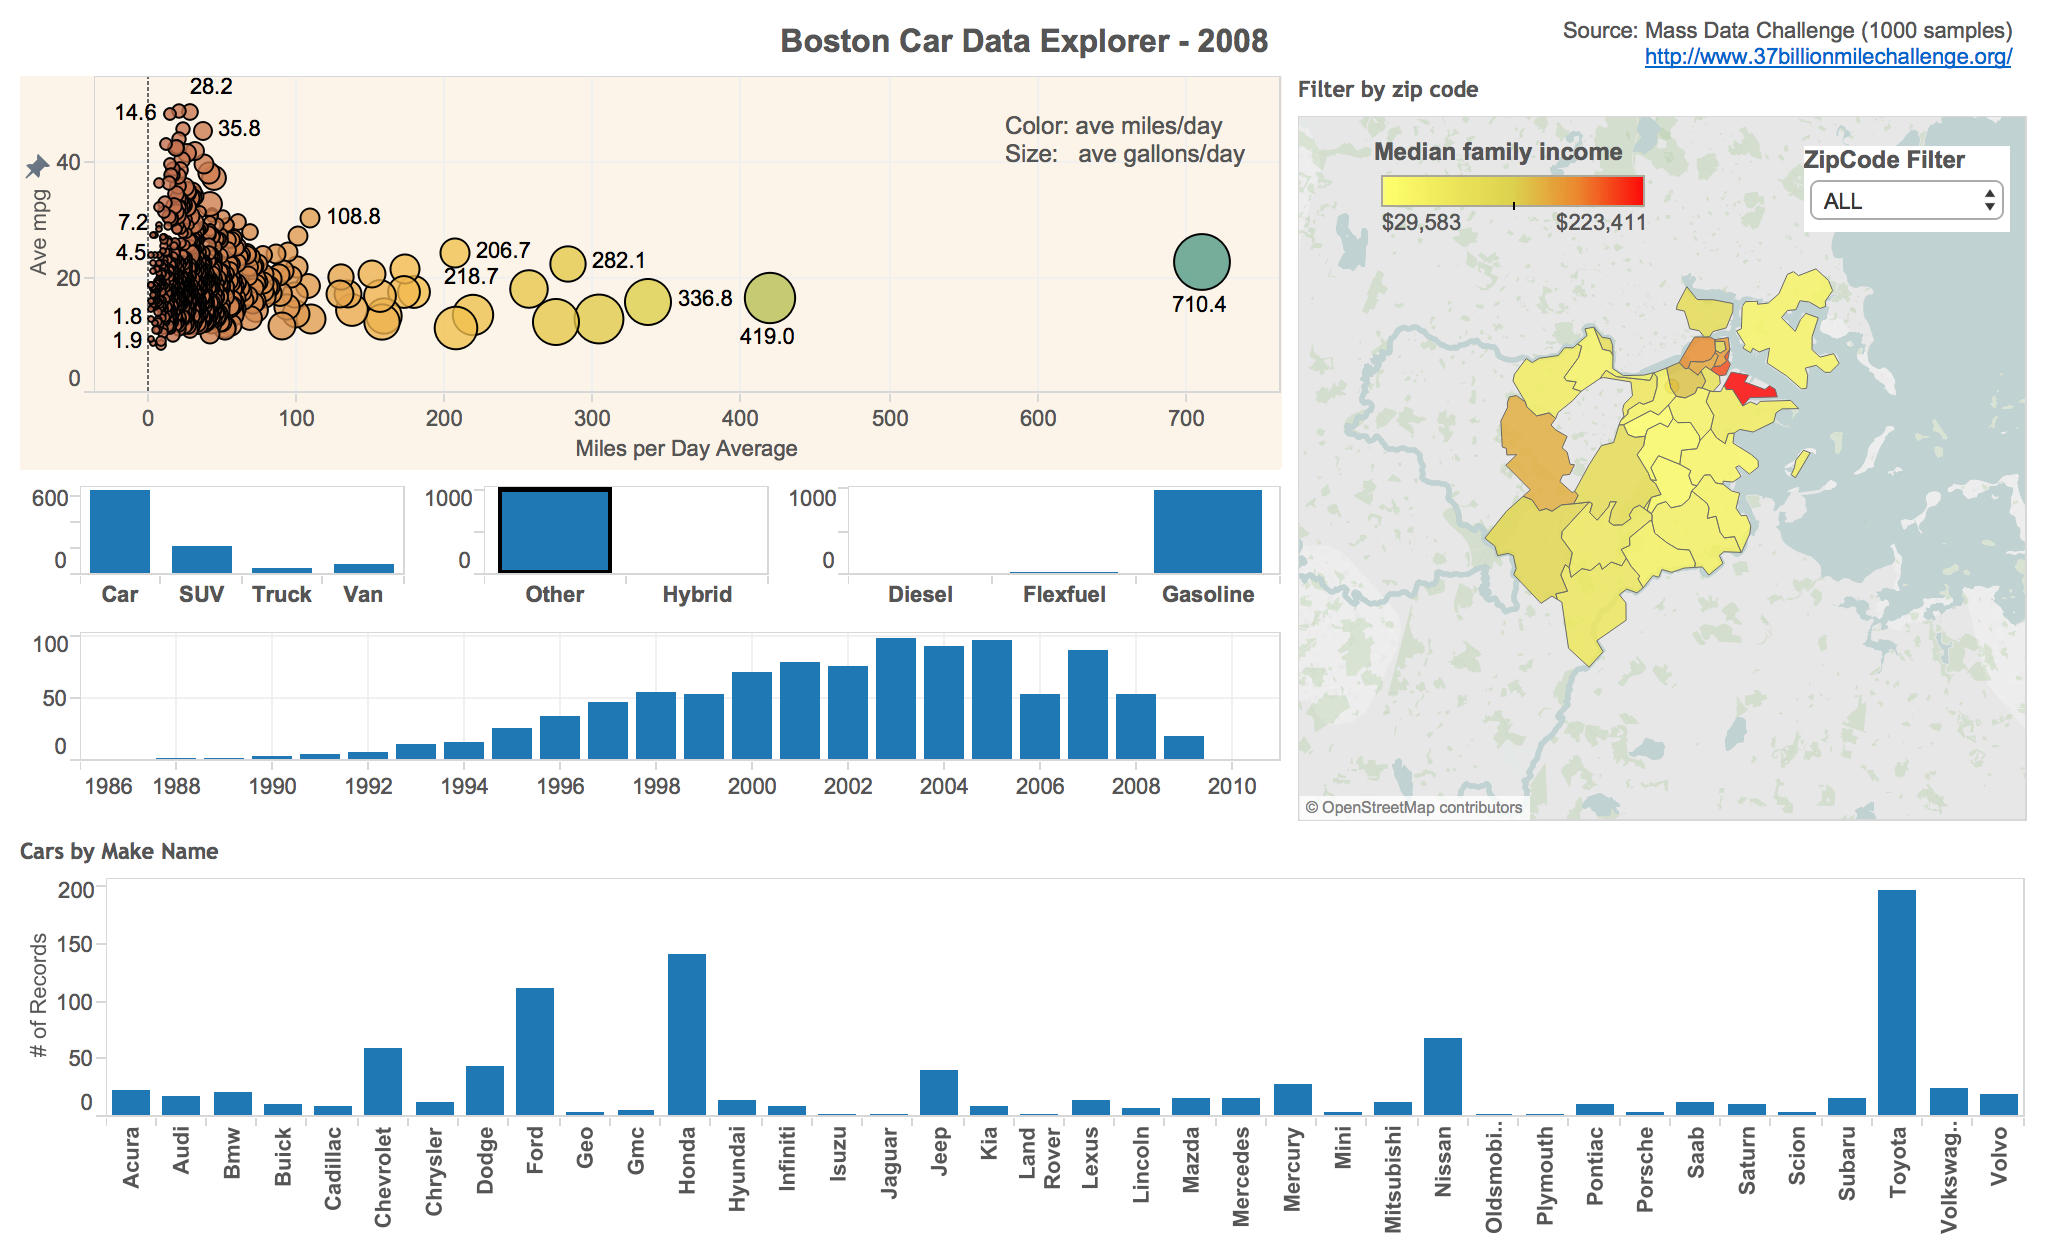 Boston Car Data Explorer - 2008
Source: Mass Data Challenge (1000 samples)
http://www.37billionmilechallenge.org/
Filter by zip code
28.2
14.6
35.8
Color: ave miles/day
Size: ave gallons/day
40
Ave mpg
7.2
108.8
4.5
206.7
282.1
218.7
20
336.8
710.4
1.8
419.0
1.9
0
0 100 200 300 400 500 600 700
Miles per Day Average
Median family income
$29,583 $223,411
ZipCode Filter
ALL
© OpenStreetMap contributors
600
0
Car SUV Truck Van
1000
0
Other Hybrid
1000
0
Diesel Flexfuel Gasoline
100
50
0
1986 1988 1990 1992 1994 1996 1998 2000 2002 2004 2006 2008 2010
Cars by Make Name
# of Records
200
150
100
50
0
Acura
Audi
Bmw
Buick
Cadillac
Chevrolet
Chrysler
Dodge
Ford
Geo
Gmc
Honda
Hyundai
Infiniti
Isuzu
Jaguar
Jeep
Kia
Land
Rover
Lexus
Lincoln
Mazda
Mercedes
Mercury
Mini
Mitsubishi
Nissan
Oldsmobi..
Plymouth
Pontiac
Porsche
Saab
Saturn
Scion
Subaru
Toyota
Volkswag..
Volvo